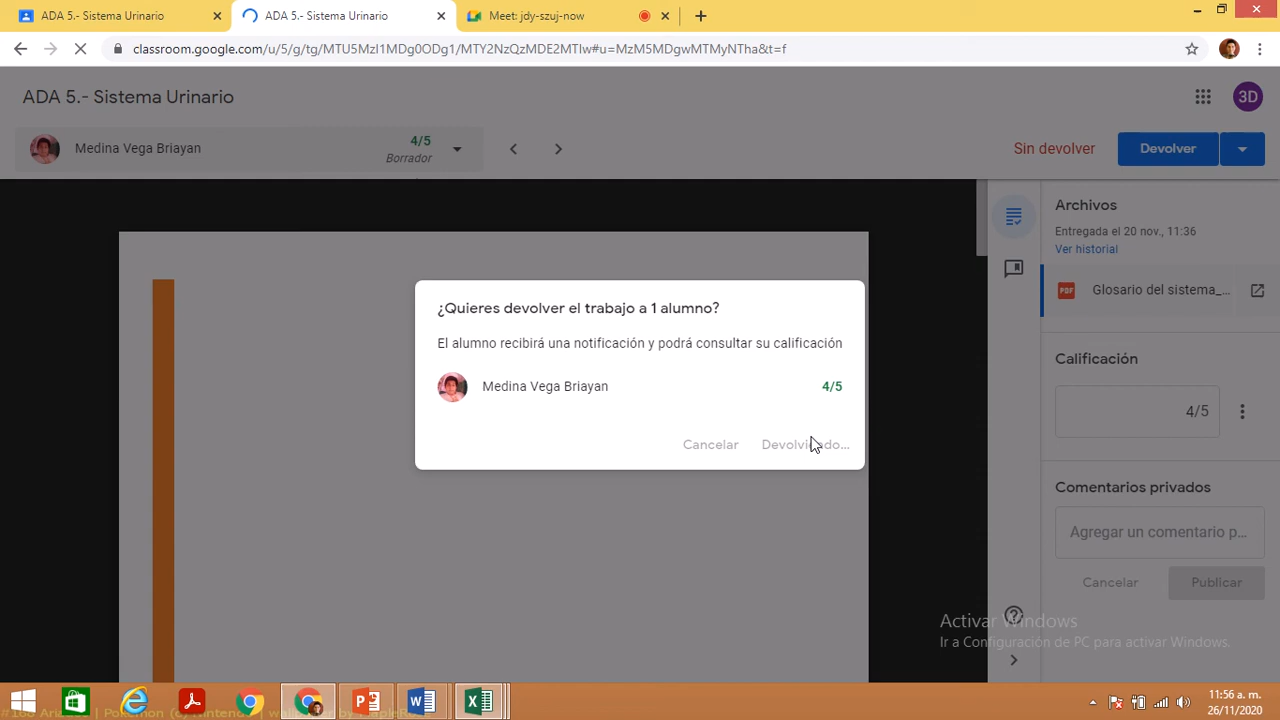 ADA 5.- Sistema Urinario
ADA 5.- Sistema Urinario
Meet: jdy-szuj-now
classroom.google.com/u/5/g/tg/MTU5MzI1MDg0ODg1/MTY2NzQzMDE2MTIw#u=MzM5MDgwMTMyNTha&t=f
ADA 5.- Sistema Urinario
3D
Medina Vega Briayan
4/5
Borrador
Sin devolver
Devolver
Archivos
Entregada el 20 nov., 11:36
Ver historial
PDF
Glosario del sistema_...
¿Quieres devolver el trabajo a 1 alumno?
El alumno recibirá una notificación y podrá consultar su calificación
Medina Vega Briayan
4/5
Cancelar
Calificación
4/5
Comentarios privados
Agregar un comentario p...
Cancelar
Publicar
Activar Windows
Ir a Configuración de PC para activar Windows.
11:56 a. m.
26/11/2020